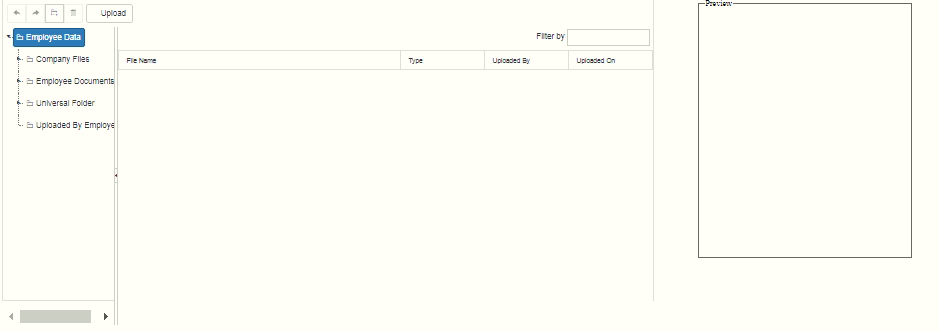 Upload
Preview
Employee Data
Filter by
Company Files
File Name
Type
Uploaded By
Uploaded On
Employee Documents
Universal Folder
Uploaded By Employe